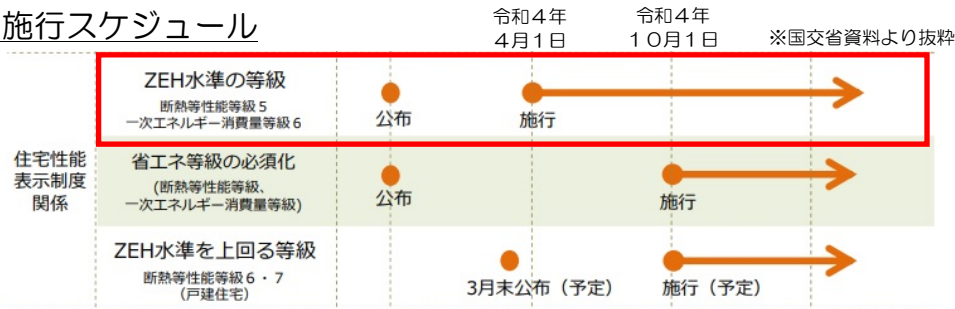 施行スケジュール
令和４年
４月１日
令和４年
１０月１日
※国交省資料より抜粋
住宅性能
表示制度
関係
ZEH水準の等級
断熱等性能等級５
一次エネルギー消費量等級６
公布
施行
省エネ等級の必須化
(断熱等性能等級、
一次エネルギー消費量等級)
公布
施行
ZEH水準を上回る等級
断熱等性能等級６・７
(戸建住宅)
3月末公布（予定）
施行（予定）